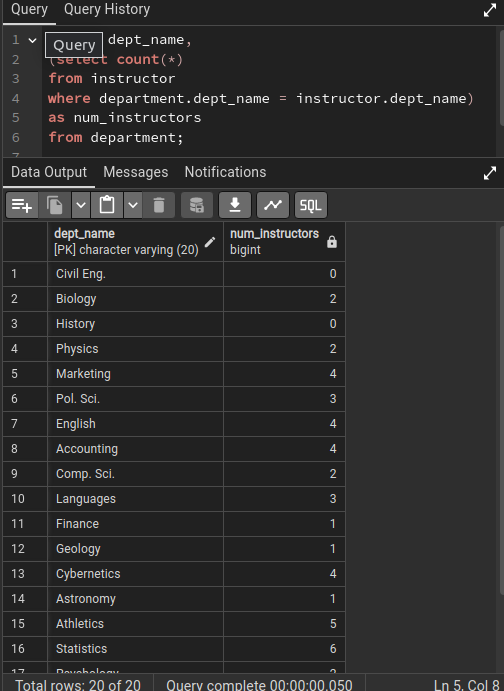 Query Query History
1 dept_name,
Query
2 (select count(*)
3 from instructor
4 where department.dept_name = instructor.dept_name)
5 as num_instructors
6 from department;
7
Data Output Messages Notifications
SQL
dept_name num_instructors
[PK] character varying (20) bigint
1 Civil Eng. 0
2 Biology 2
3 History 0
4 Physics 2
5 Marketing 4
6 Pol. Sci. 3
7 English 4
8 Accounting 4
9 Comp. Sci. 2
10 Languages 3
11 Finance 1
12 Geology 1
13 Cybernetics 4
14 Astronomy 1
15 Athletics 5
16 Statistics 6
17 Psychology
Total rows: 20 of 20 Query complete 00:00:00.050 Ln 5, Col 8